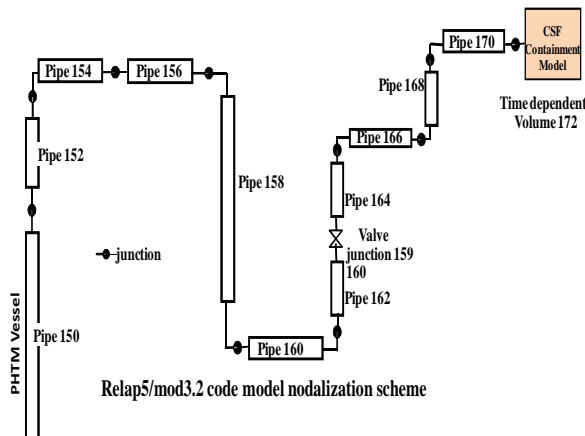 CSF
Containment
Model
Pipe 170
Pipe 154
Pipe 156
Pipe 168
Time dependent
Volume 172
Pipe 152
Pipe 166
Pipe 158
Pipe 164
Valve
junction 159
160
junction
Pipe 162
PHTM Vessel
Pipe 150
Pipe 160
Relap5/mod3.2 code model nodalization scheme